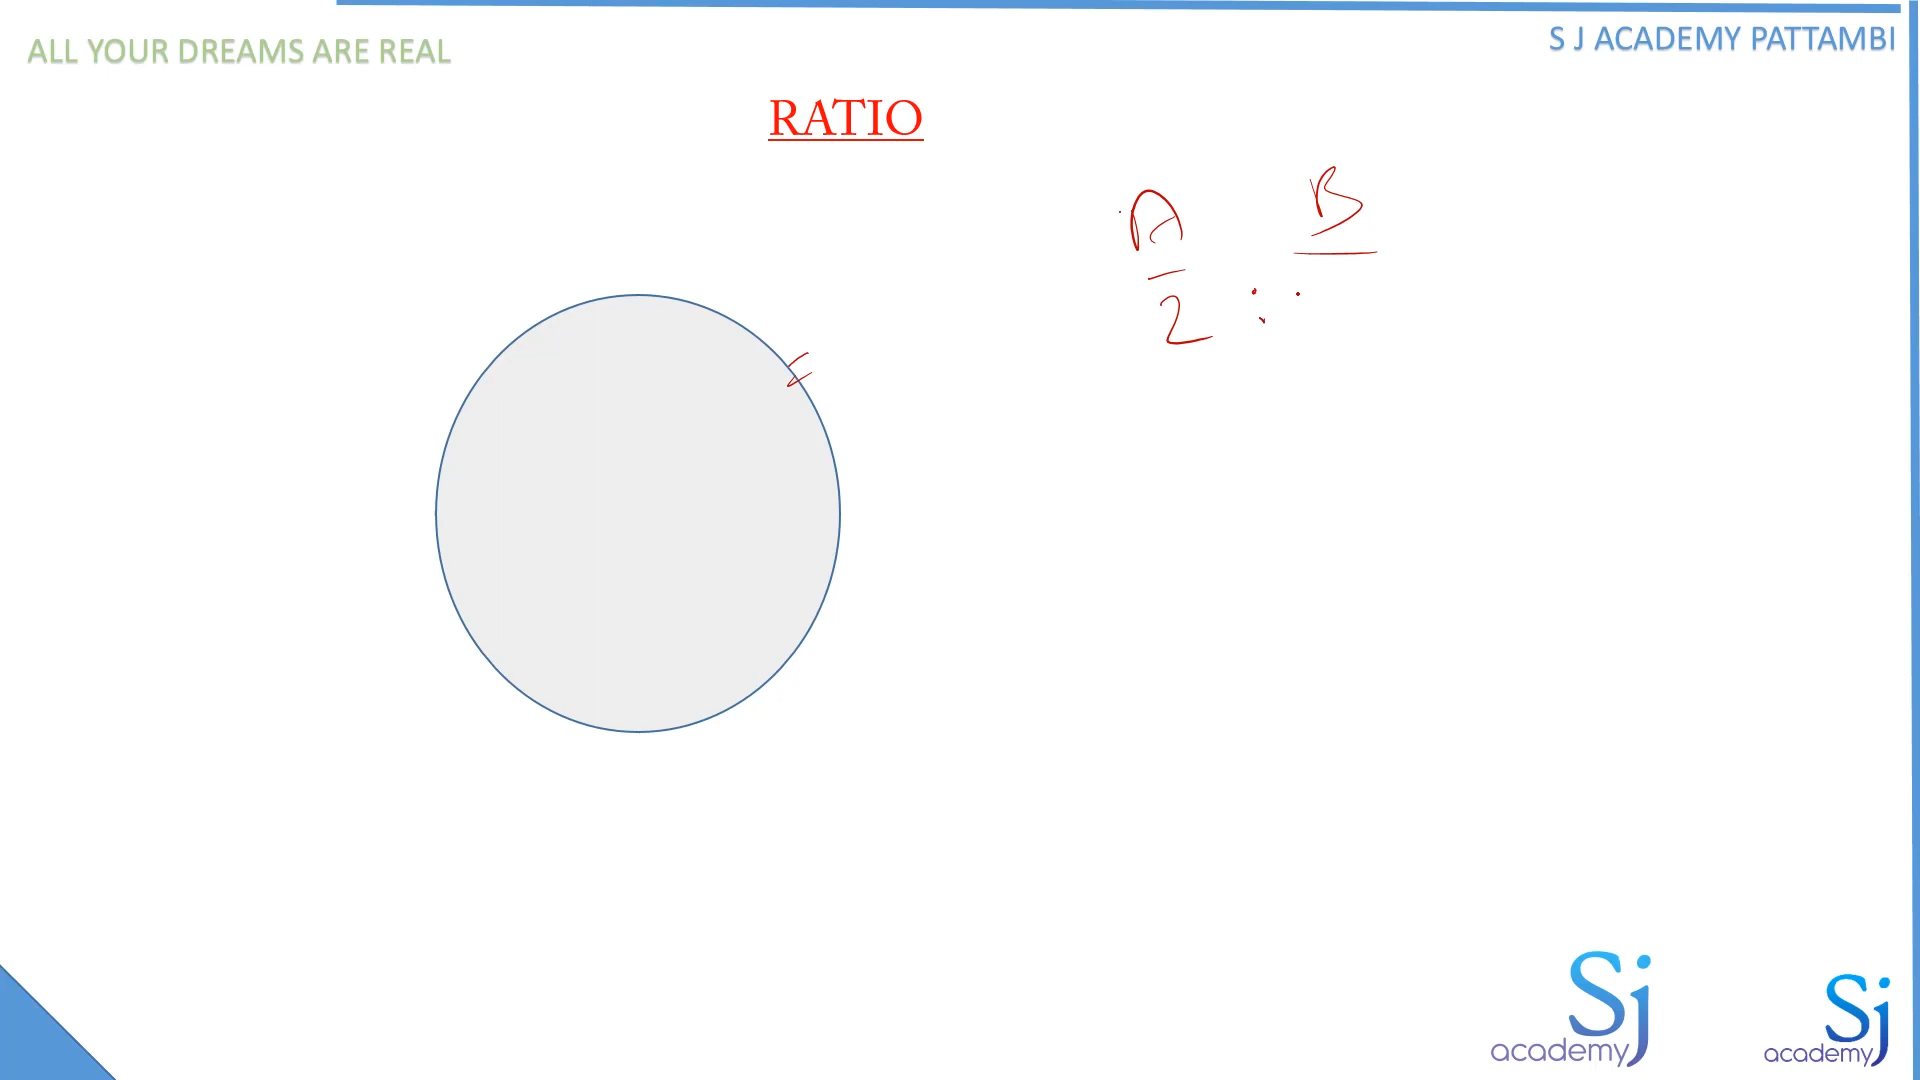 ALL YOUR DREAMS ARE REAL
S J ACADEMY PATTAMBI
RATIO
A B
2 :
Sj
academy
Sj
academy